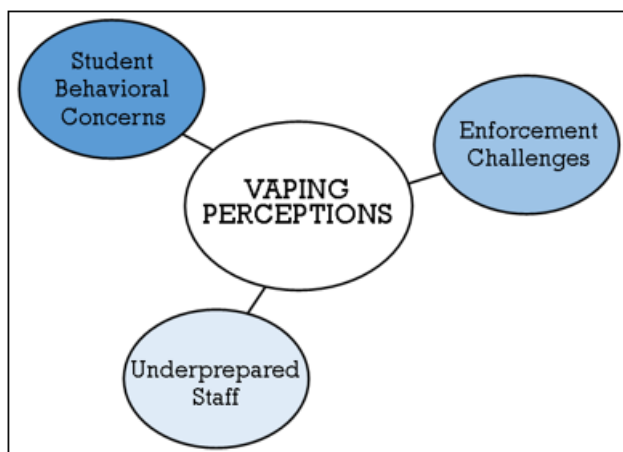 Student
Behavioral
Concerns
Enforcement
Challenges
VAPING
PERCEPTIONS
Underprepared
Staff